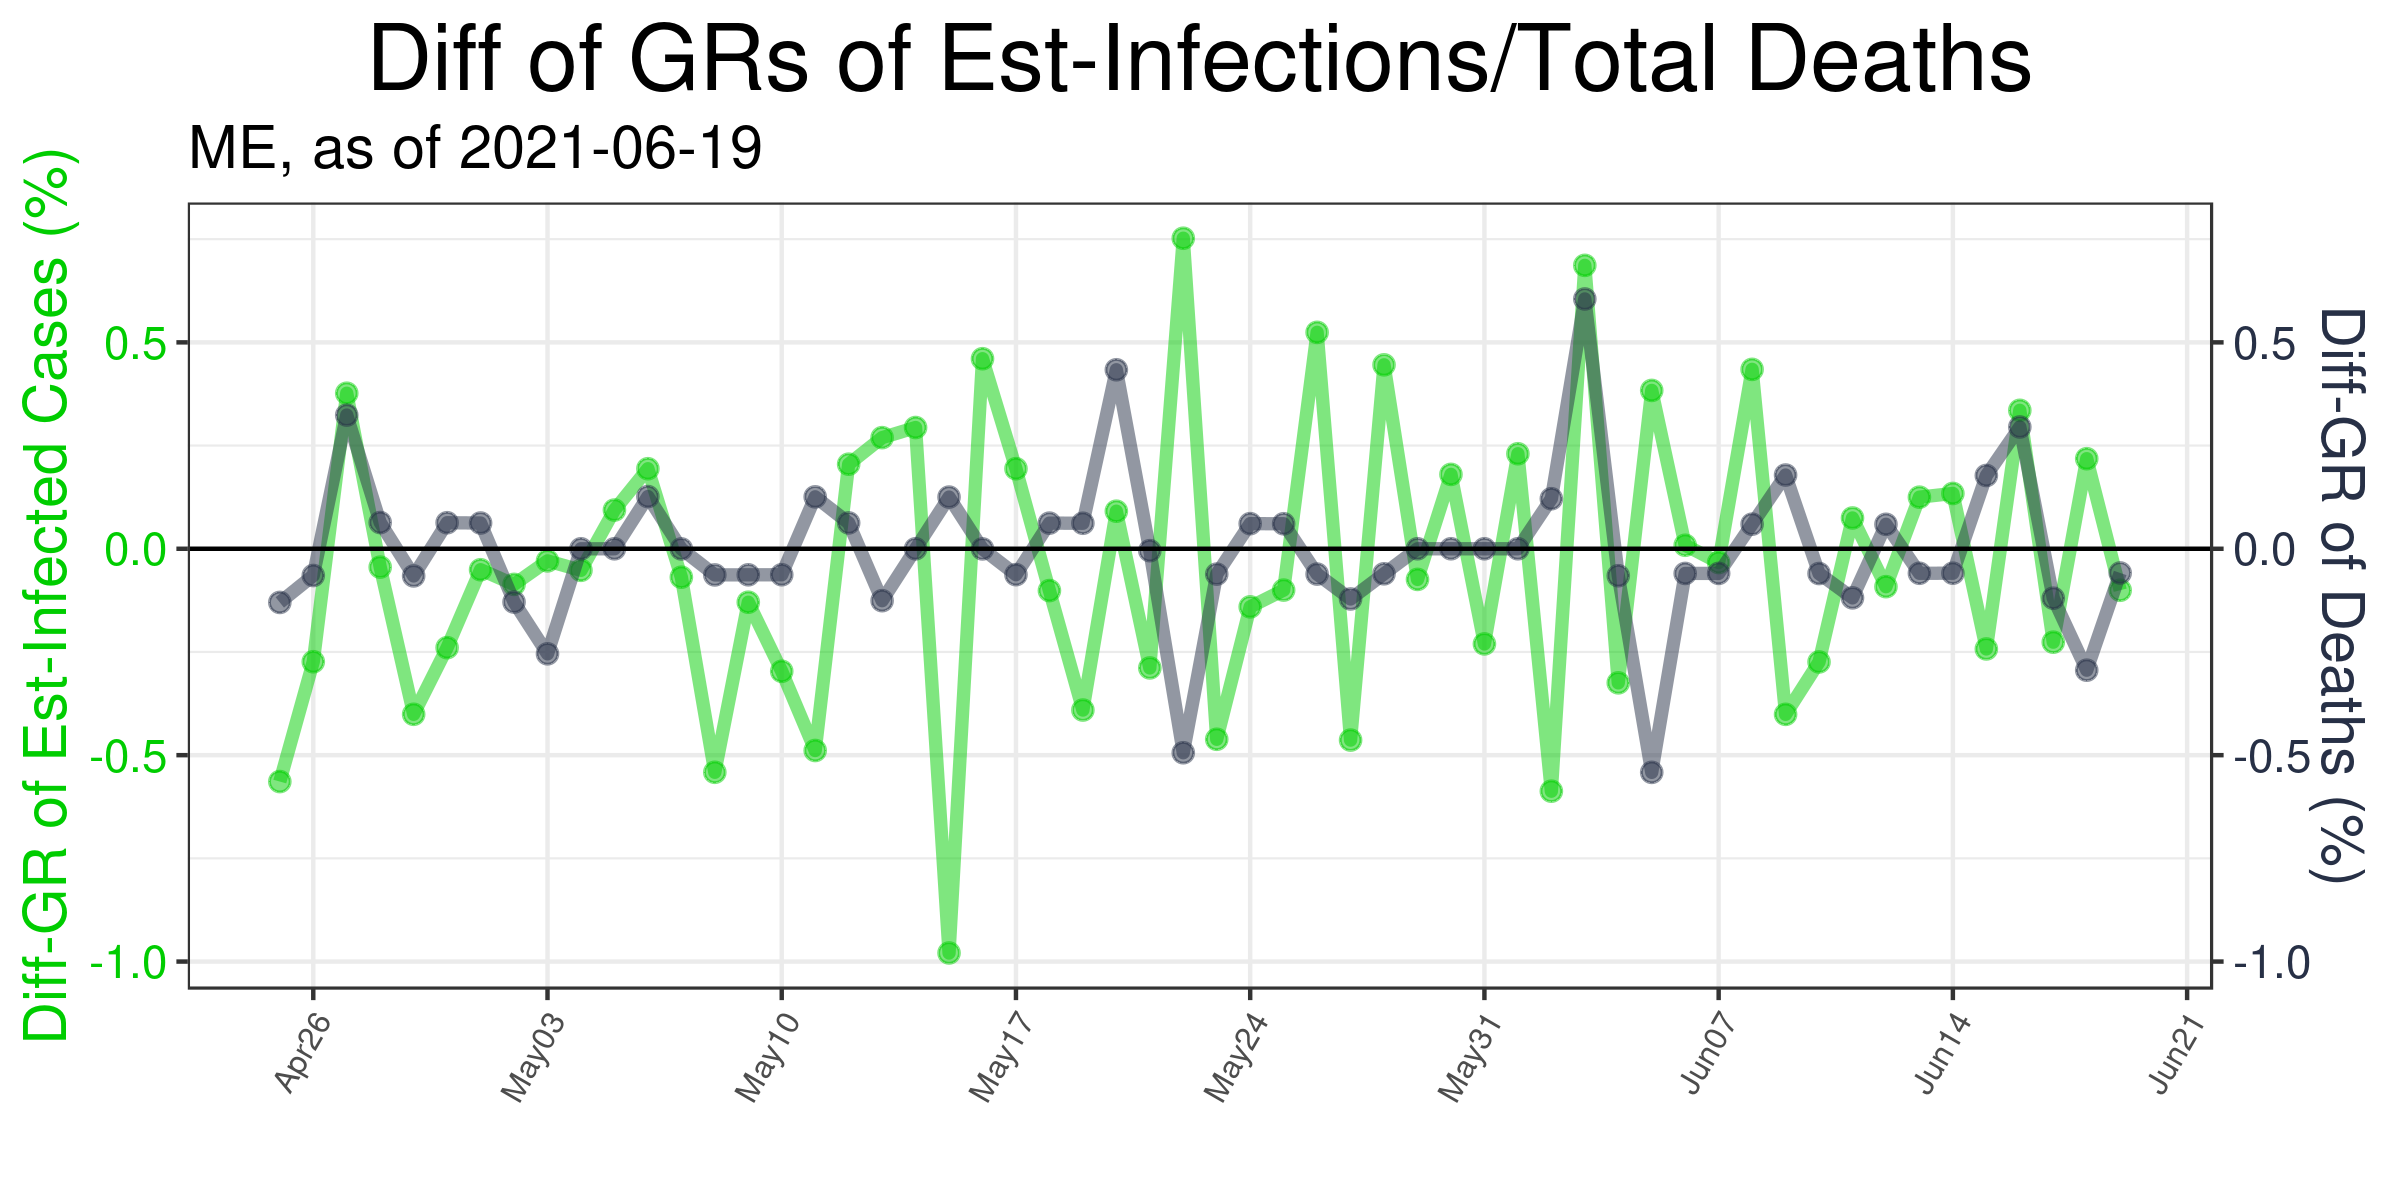 Diff of GRs of Est-Infections/Total Deaths
ME, as of 2021-06-19
Diff-GR of Est-Infected Cases (%)
0.5
0.0
-0.5
-1.0
0.5
0.0
-0.5
-1.0
Diff-GR of Deaths (%)
Apr26
May03
May10
May17
May24
May31
Jun07
Jun14
Jun21